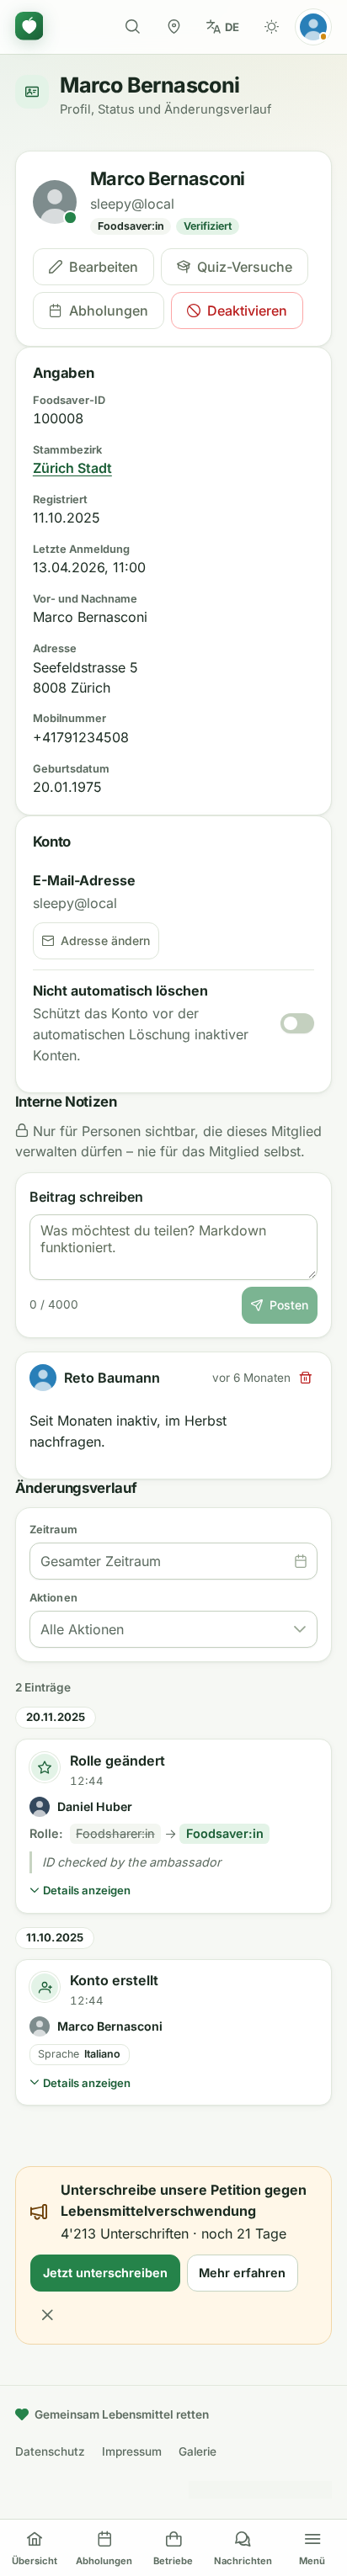 DE
Marco Bernasconi
Profil, Status und Änderungsverlauf
Marco Bernasconi
sleepy@local
Foodsaver:in Verifiziert
Bearbeiten Quiz-Versuche
Abholungen Deaktivieren
Angaben
Foodsaver-ID
100008
Stammbezirk
Zürich Stadt
Registriert
11.10.2025
Letzte Anmeldung
13.04.2026, 11:00
Vor- und Nachname
Marco Bernasconi
Adresse
Seefeldstrasse 5
8008 Zürich
Mobilnummer
+41791234508
Geburtsdatum
20.01.1975
Konto
E-Mail-Adresse
sleepy@local
Adresse ändern
Nicht automatisch löschen
Schützt das Konto vor der
automatischen Löschung inaktiver
Konten.
Interne Notizen
Nur für Personen sichtbar, die dieses Mitglied
verwalten dürfen – nie für das Mitglied selbst.
Beitrag schreiben
Was möchtest du teilen? Markdown
funktioniert.
0 / 4000 Posten
Reto Baumann vor 6 Monaten
Seit Monaten inaktiv, im Herbst
nachfragen.
Änderungsverlauf
Zeitraum
Gesamter Zeitraum
Aktionen
Alle Aktionen
2 Einträge
20.11.2025
Rolle geändert
12:44
Daniel Huber
Rolle: Foodsharer:in → Foodsaver:in
ID checked by the ambassador
Details anzeigen
11.10.2025
Konto erstellt
12:44
Marco Bernasconi
Sprache Italiano
Details anzeigen
Unterschreibe unsere Petition gegen
Lebensmittelverschwendung
4'213 Unterschriften · noch 21 Tage
Jetzt unterschreiben Mehr erfahren
Gemeinsam Lebensmittel retten
Datenschutz Impressum Galerie
Übersicht Abholungen Betriebe Nachrichten Menü